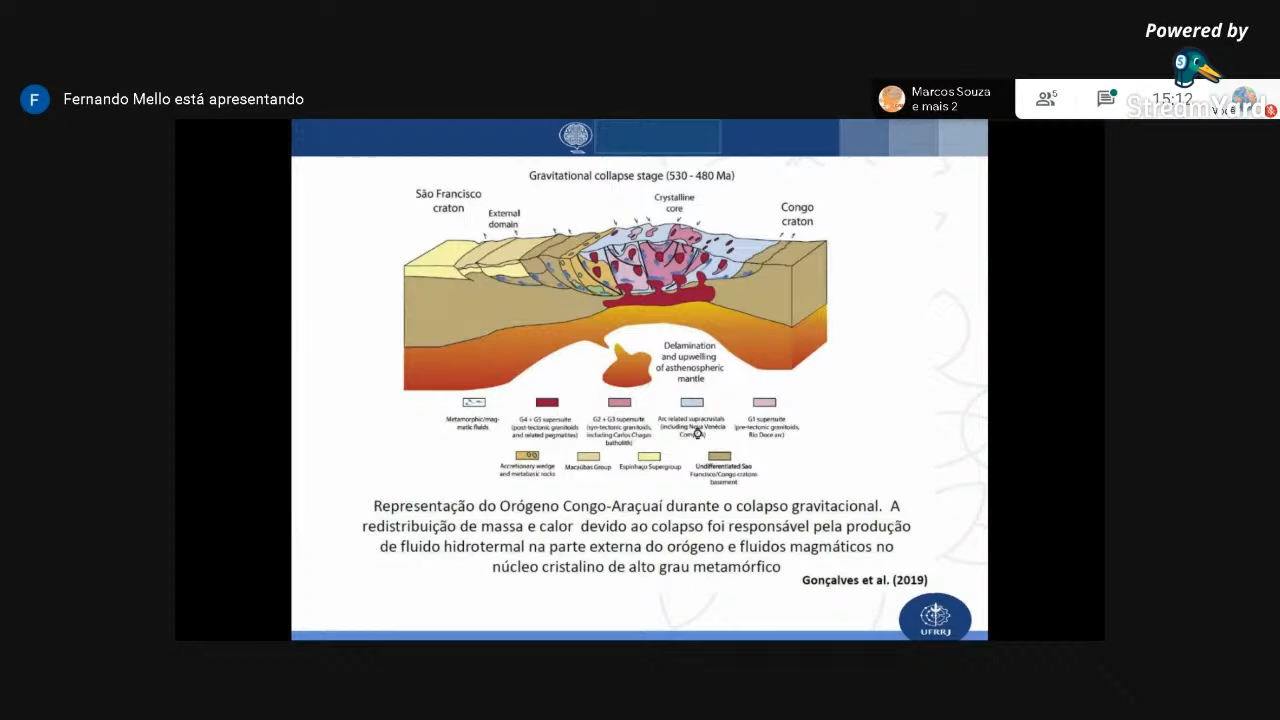 Powered by
S
StreamYard
F
Fernando Mello está apresentando
Marcos Souza
e mais 2
5
15:12
Você
Gravitational collapse stage (530 - 480 Ma)
São Francisco
craton
External
domain
Crystalline
core
Congo
craton
Delamination
and upwelling
of asthenospheric
mantle
Metamorphic/mag-
matic fluids
G4 + G5 supersuite
(post-tectonic granitoids
and related pegmatites)
G2 + G3 supersuite
(syn-tectonic granitoids,
including Carlos Chagas
batholith)
Arc related supracrustals
(including Nova Venécia
G1 supersuite
(pre-tectonic granitoids,
Rio Doce arc)
Accretionary wedge
and metabasic rocks
Macaúbas Group
Espinhaço Supergroup
Undifferentiated Sao
Francisco/Congo cratons
basement
Representação do Orógeno Congo-Araçuaí durante o colapso gravitacional. A
redistribuição de massa e calor devido ao colapso foi responsável pela produção
de fluido hidrotermal na parte externa do orógeno e fluidos magmáticos no
núcleo cristalino de alto grau metamórfico
Gonçalves et al. (2019)
UFRRJ